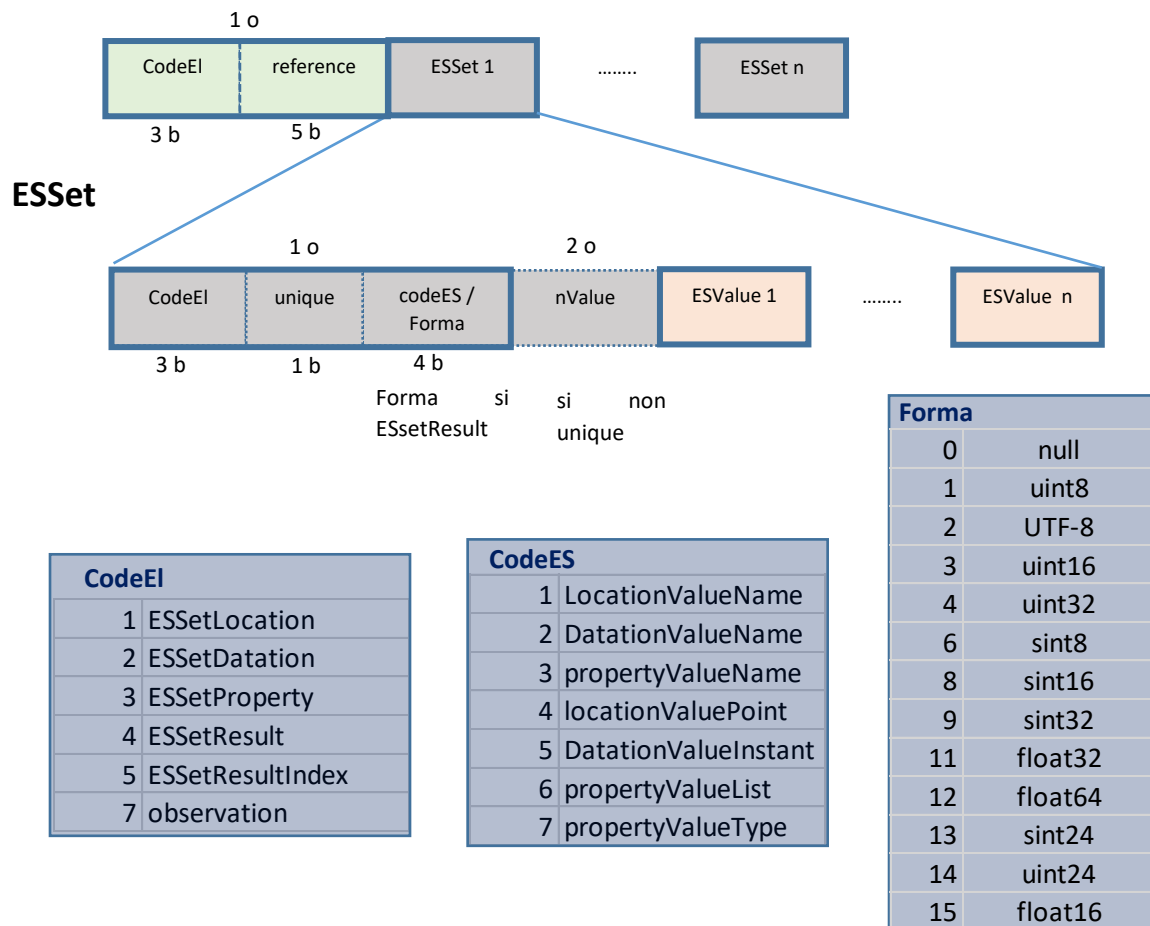 1 o
CodeEl reference ESSet 1 …….. ESSet n
3 b 5 b
ESSet
1 o 2 o
CodeEl unique codeES / Forma nValue ESValue 1 …….. ESValue n
3 b 1 b 4 b
Forma si ESsetResult
si non unique
CodeEl
1 ESSetLocation
2 ESSetDatation
3 ESSetProperty
4 ESSetResult
5 ESSetResultIndex
7 observation
CodeES
1 LocationValueName
2 DatationValueName
3 propertyValueName
4 locationValuePoint
5 DatationValueInstant
6 propertyValueList
7 propertyValueType
Forma
0 null
1 uint8
2 UTF-8
3 uint16
4 uint32
6 sint8
8 sint16
9 sint32
11 float32
12 float64
13 sint24
14 uint24
15 float16